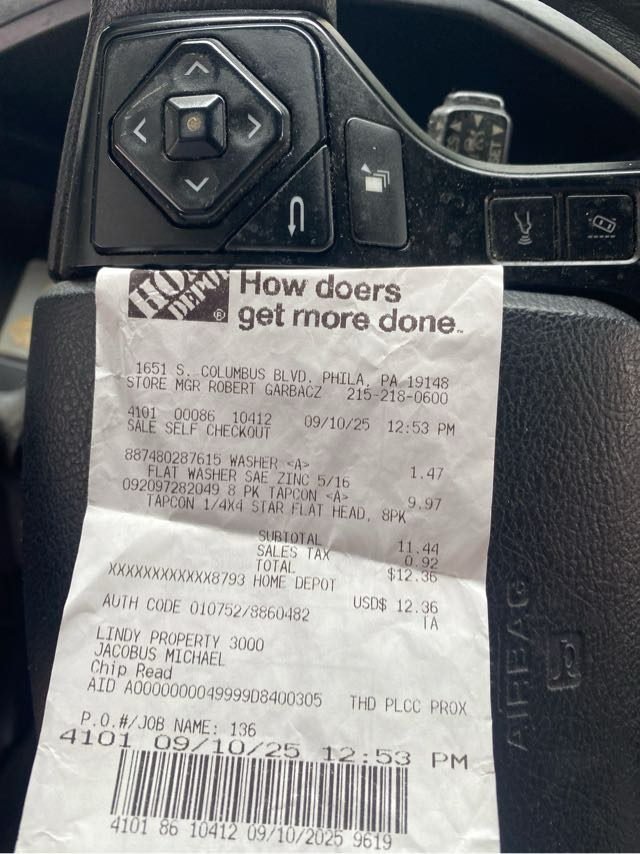 HOME DEPOT ®
How doers
get more done™
1651 S. COLUMBUS BLVD. PHILA, PA 19148
STORE MGR ROBERT GARBACZ 215-218-0600
4101 00086 10412 09/10/25 12:53 PM
SALE SELF CHECKOUT
887480287615 WASHER <A> 1.47
FLAT WASHER SAE ZINC 5/16
092097282049 8 PK TAPCON <A> 9.97
TAPCON 1/4X4 STAR FLAT HEAD, 8PK
SUBTOTAL 11.44
SALES TAX 0.92
TOTAL $12.36
XXXXXXXXXXXX8793 HOME DEPOT
USD$ 12.36
AUTH CODE 010752/8860482 TA
LINDY PROPERTY 3000
JACOBUS MICHAEL
Chip Read
AID A0000000049999D8400305 THD PLCC PROX
P.O.#/JOB NAME: 136
4101 09/10/25 12:53 PM
4101 86 10412 09/10/2025 9619
AIRBAG